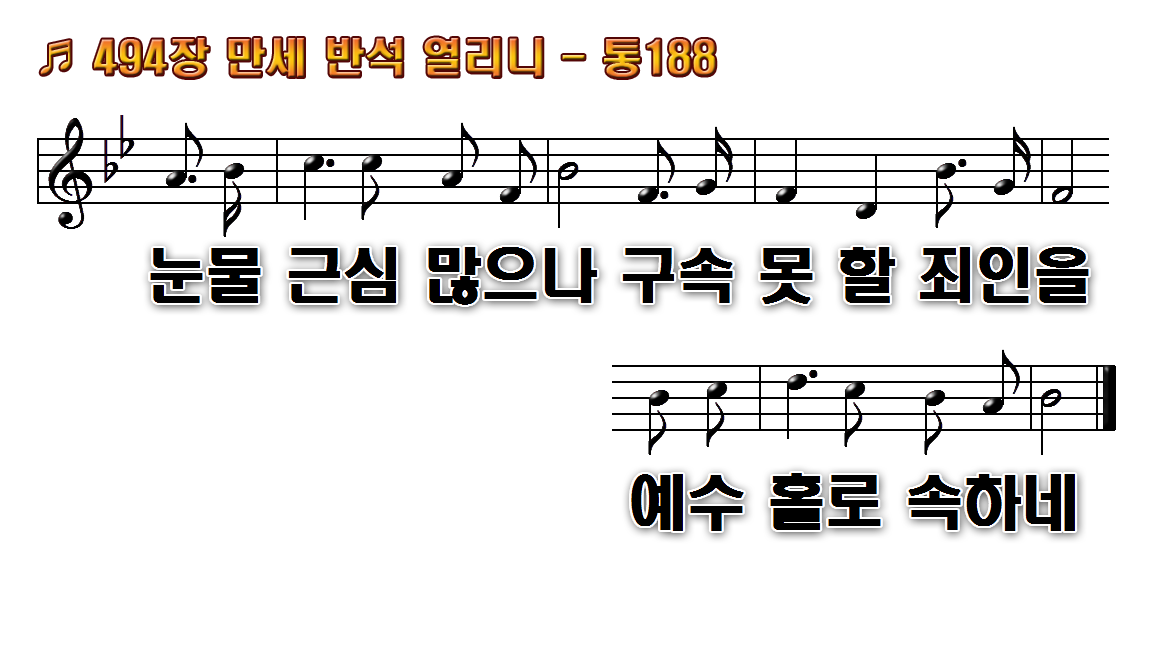 ♬ 494장 만세 반석 열리니 - 통188
눈물 근심 많으나 구속 못 할 죄인을
예수 홀로 속하네